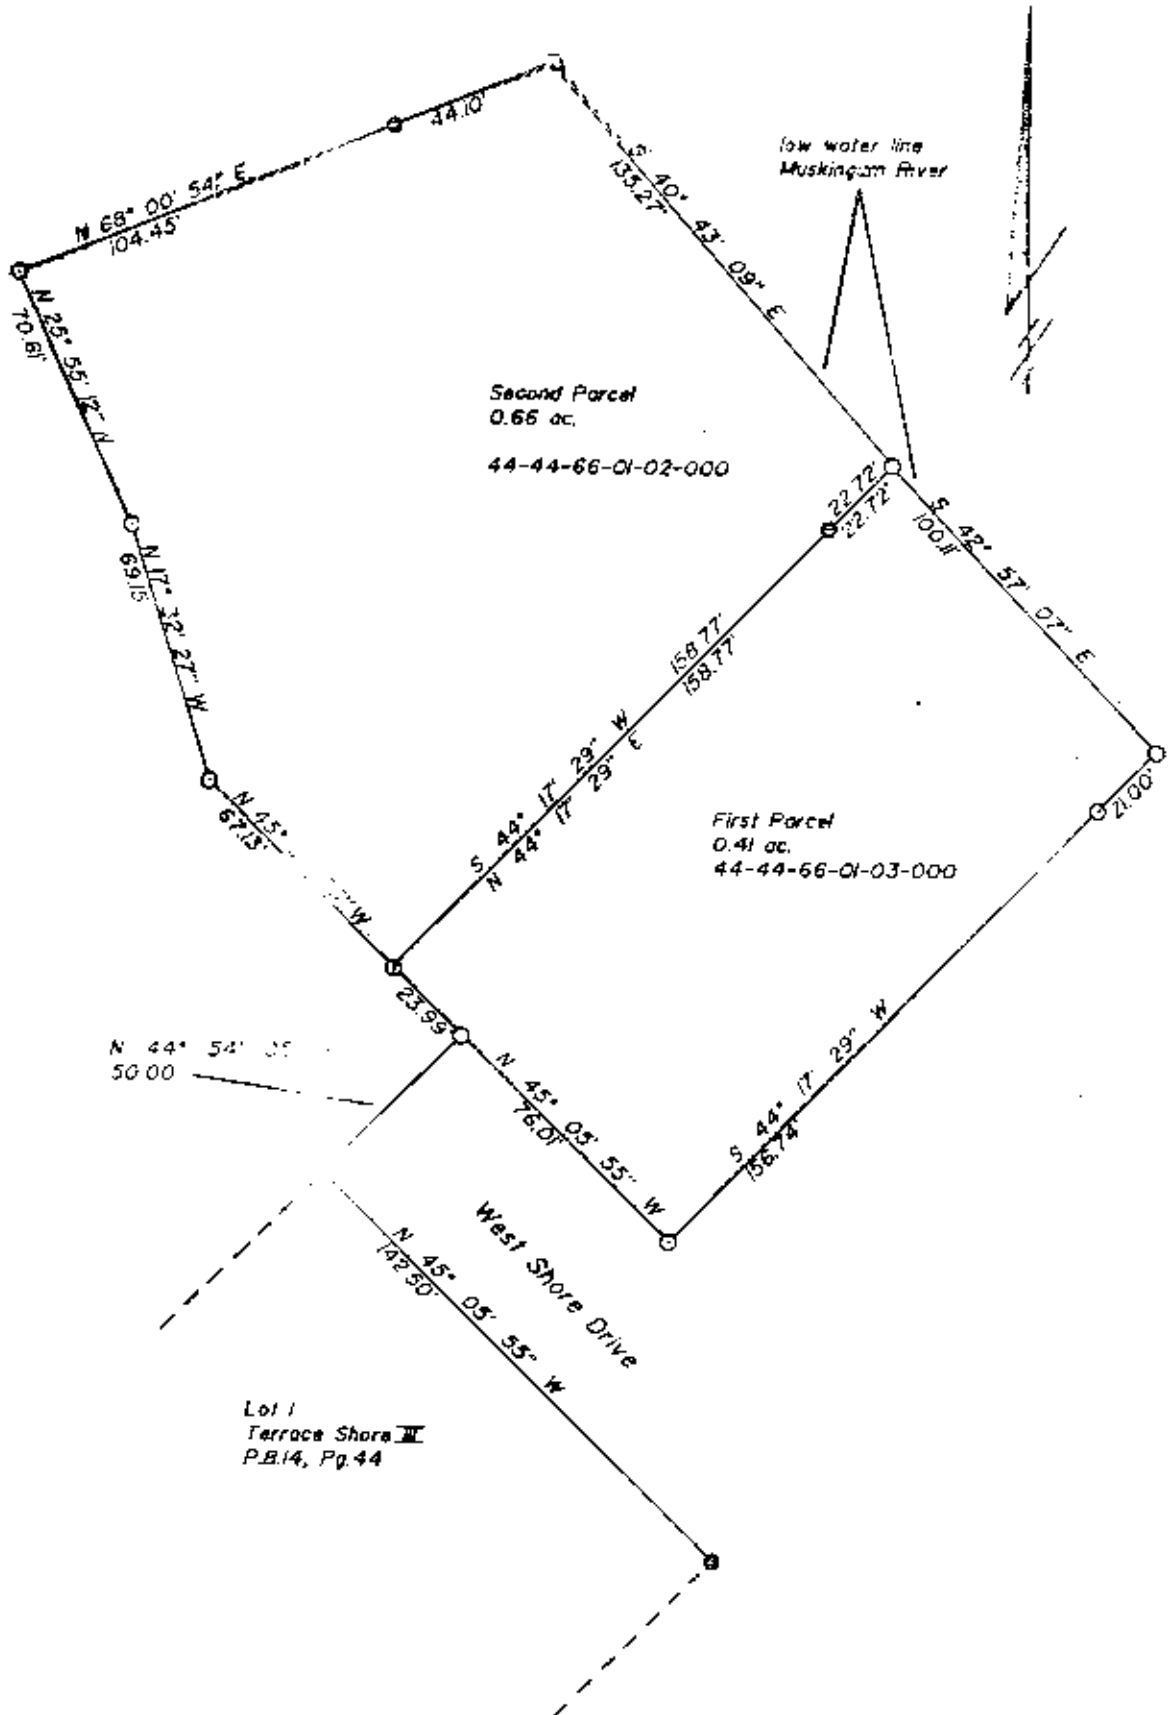 44.10'
N 68° 00' 54" E
104.45'
low water line
Muskingum River
40° 43' 09" E
135.27'
N 25° 55' 12"
70.61'
Second Parcel
0.66 ac.
44-44-66-01-02-000
22.72'
22.72'
S 42° 57' 07" E
100.11'
N 17° 32' 27" W
69.15
158.77'
158.77'
S 44° 17' 29" W
N 44° 17' 29" E
21.00'
First Parcel
0.41 ac.
44-44-66-01-03-000
N 45° W
67.13'
23.99'
N 44° 54'
50.00
N 45° 05' 55" W
76.01'
S 44° 17' 29" W
156.74'
West Shore Drive
N 45° 05' 55" W
142.50'
Lot 1
Terrace Shore III
P.B.14, Pg.44